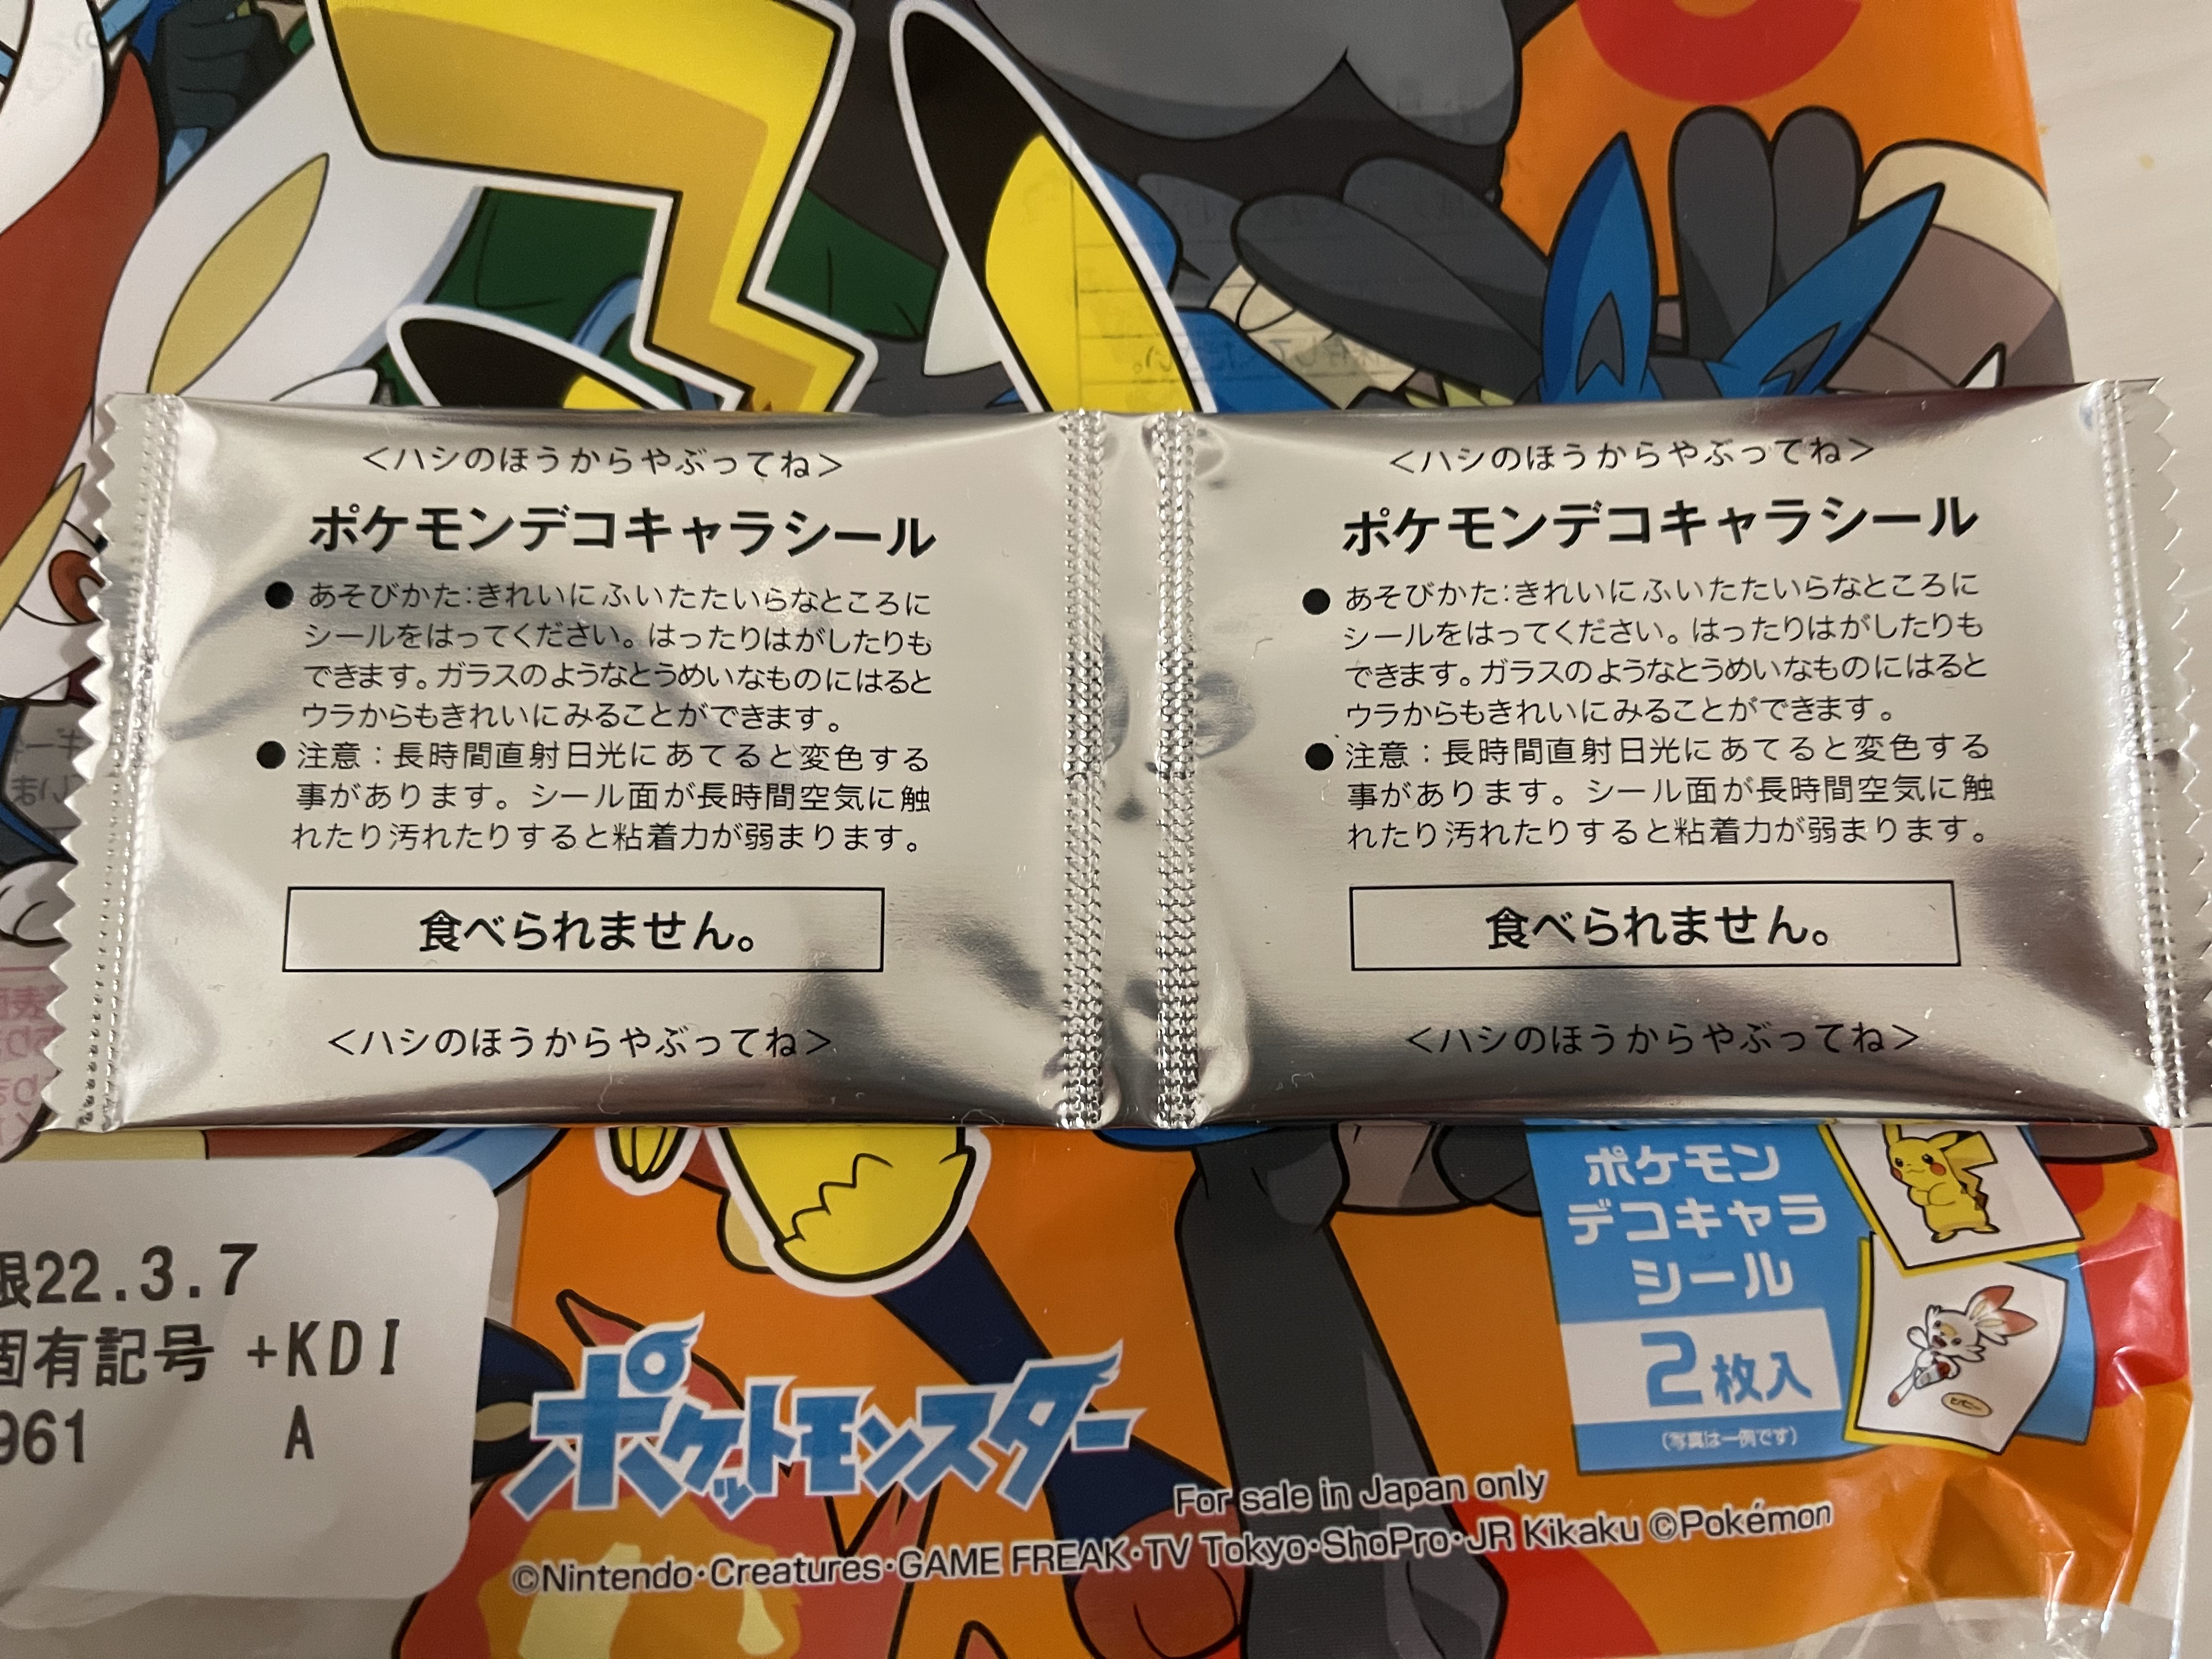 ＜ハシのほうからやぶってね＞
ポケモンデコキャラシール
● あそびかた：きれいにふいたたいらなところに
シールをはってください。はったりはがしたりも
できます。ガラスのようなとうめいなものにはると
ウラからもきれいにみることができます。
● 注意：長時間直射日光にあてると変色する
事があります。シール面が長時間空気に触
れたり汚れたりすると粘着力が弱まります。
食べられません。
＜ハシのほうからやぶってね＞
＜ハシのほうからやぶってね＞
ポケモンデコキャラシール
● あそびかた：きれいにふいたたいらなところに
シールをはってください。はったりはがしたりも
できます。ガラスのようなとうめいなものにはると
ウラからもきれいにみることができます。
● 注意：長時間直射日光にあてると変色する
事があります。シール面が長時間空気に触
れたり汚れたりすると粘着力が弱まります。
食べられません。
＜ハシのほうからやぶってね＞
限22.3.7
固有記号 +KDI
961 A
ポケットモンスター
ポケモン
デコキャラ
シール
2枚入
(写真は一例です)
For sale in Japan only
©Nintendo・Creatures・GAME FREAK・TV Tokyo・ShoPro・JR Kikaku ©Pokémon